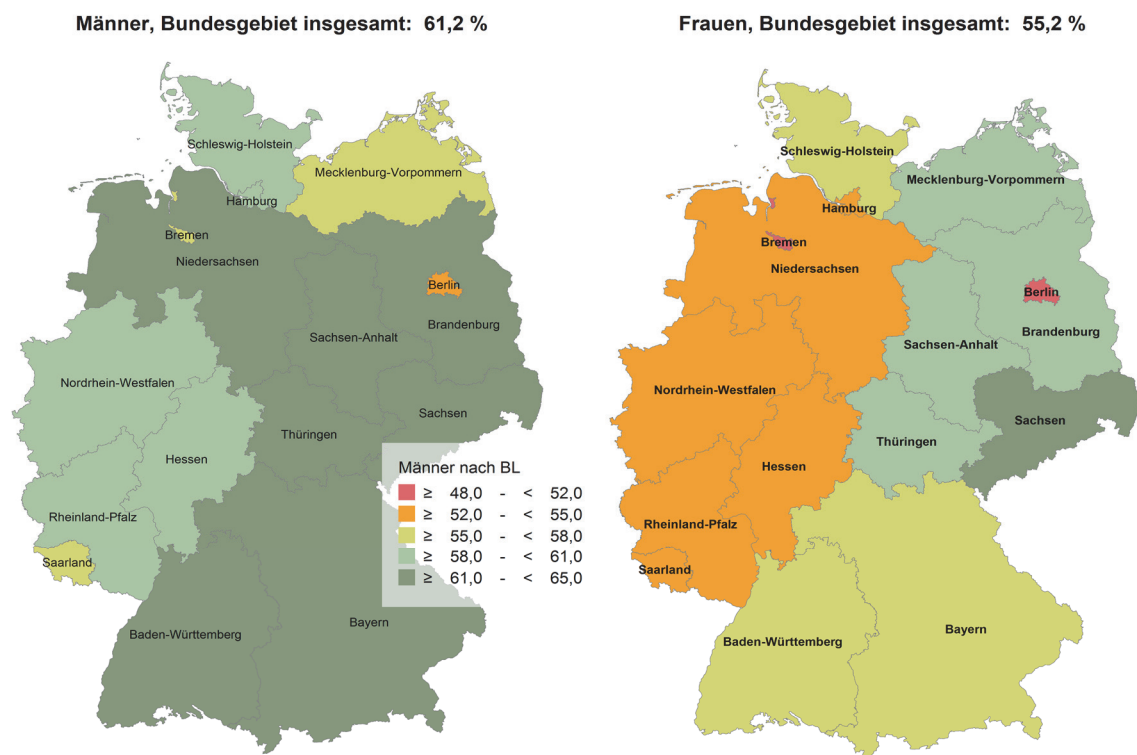 Männer, Bundesgebiet insgesamt: 61,2 %
Schleswig-Holstein
Mecklenburg-Vorpommern
Hamburg
Bremen
Niedersachsen
Berlin
Brandenburg
Sachsen-Anhalt
Nordrhein-Westfalen
Sachsen
Thüringen
Hessen
Rheinland-Pfalz
Saarland
Bayern
Baden-Württemberg
Männer nach BL
≥ 48,0 - < 52,0
≥ 52,0 - < 55,0
≥ 55,0 - < 58,0
≥ 58,0 - < 61,0
≥ 61,0 - < 65,0
Frauen, Bundesgebiet insgesamt: 55,2 %
Schleswig-Holstein
Mecklenburg-Vorpommern
Hamburg
Bremen
Niedersachsen
Berlin
Brandenburg
Sachsen-Anhalt
Nordrhein-Westfalen
Sachsen
Thüringen
Hessen
Rheinland-Pfalz
Saarland
Bayern
Baden-Württemberg